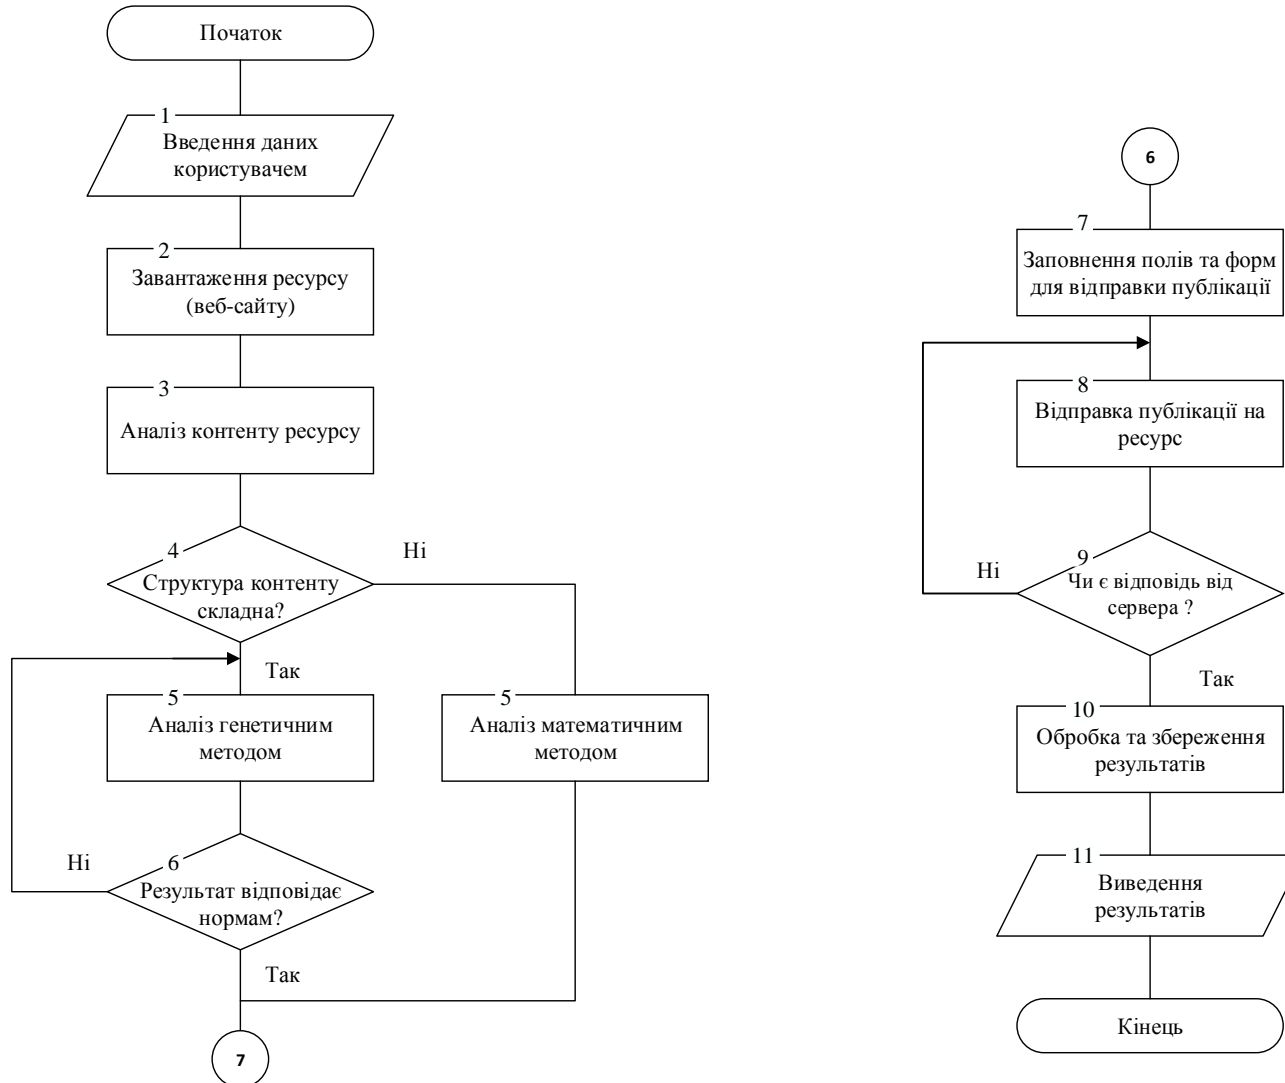 Початок
1
Введення даних
користувачем
2
Завантаження ресурсу
(веб-сайту)
3
Аналіз контенту ресурсу
4
Ні
Структура контенту
складна?
Так
5
Аналіз генетичним
методом
5
Аналіз математичним
методом
Ні
6
Результат відповідає
нормам?
Так
7
6
7
Заповнення полів та форм
для відправки публікації
8
Відправка публікації на
ресурс
9
Ні
Чи є відповідь від
сервера ?
Так
10
Обробка та збереження
результатів
11
Виведення
результатів
Кінець